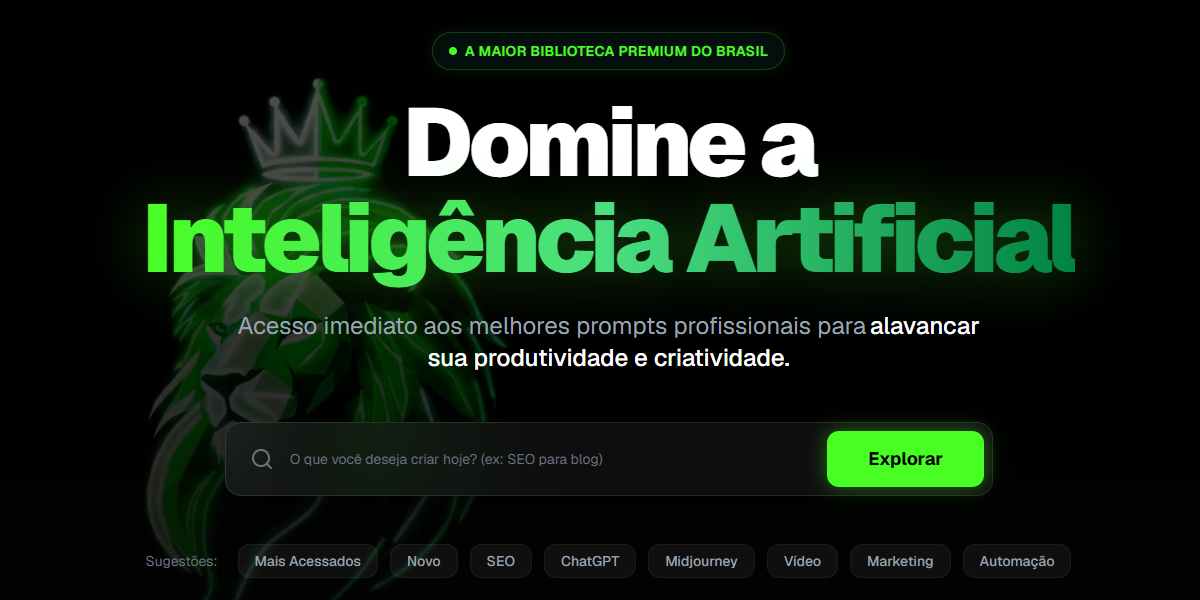 A MAIOR BIBLIOTECA PREMIUM DO BRASIL
Domine a
Inteligência Artificial
Acesso imediato aos melhores prompts profissionais para alavancar
sua produtividade e criatividade.
O que você deseja criar hoje? (ex: SEO para blog)
Explorar
Sugestões: Mais Acessados Novo SEO ChatGPT Midjourney Vídeo Marketing Automação